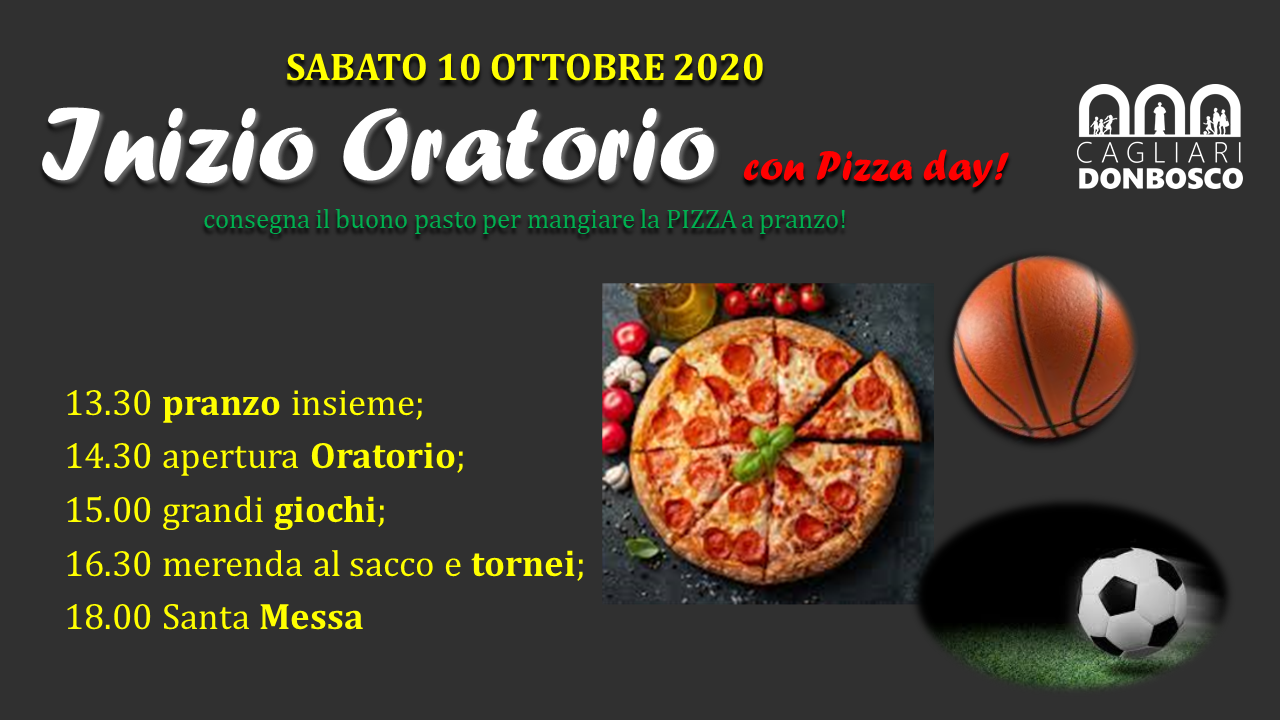 SABATO 10 OTTOBRE 2020
Inizio Oratorio con Pizza day!
consegna il buono pasto per mangiare la PIZZA a pranzo!
CAGLIARI
DONBOSCO
13.30 pranzo insieme;
14.30 apertura Oratorio;
15.00 grandi giochi;
16.30 merenda al sacco e tornei;
18.00 Santa Messa